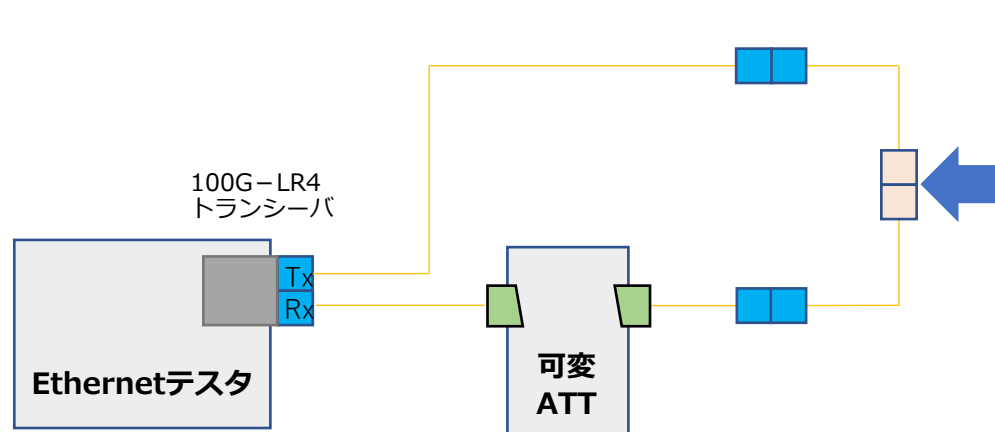 100G－LR4
トランシーバ
Tx
Rx
Ethernetテスタ
可変
ATT